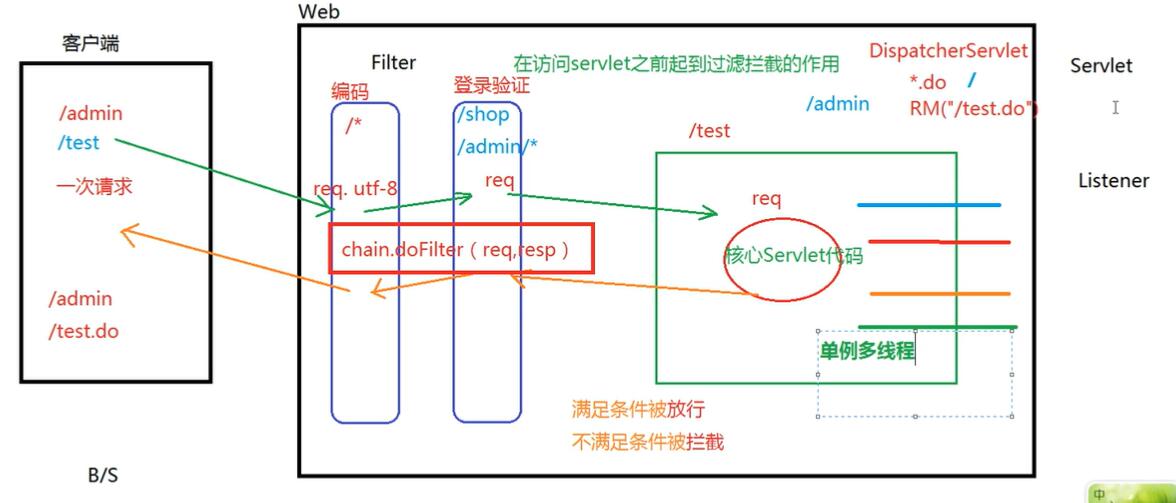 Web
客户端
/admin
/test
一次请求
/admin
/test.do
B/S
Filter
编码
/*
req. utf-8
登录验证
/shop
/admin/*
req
chain.doFilter ( req,resp )
在访问servlet之前起到过滤拦截的作用
DispatcherServlet
*.do /
RM("/test.do")
/admin
/test
req
核心Servlet代码
单例多线程
满足条件被放行
不满足条件被拦截
Servlet
Listener
中